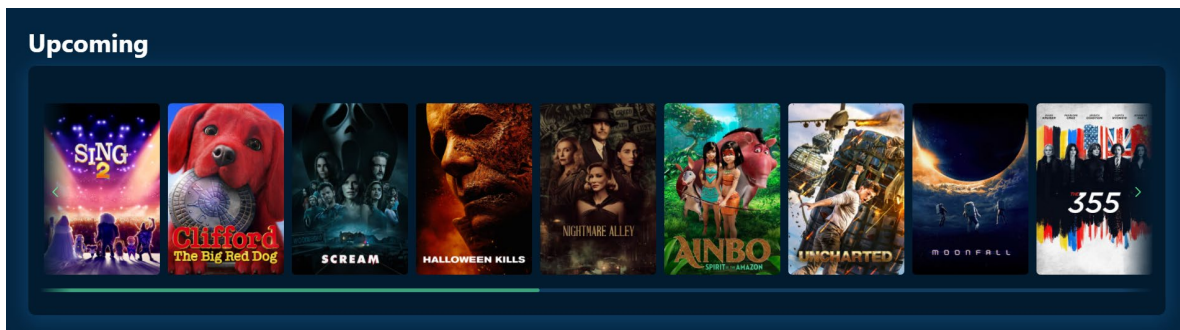 Upcoming
SING
2
Clifford
The Big Red Dog
SCREAM
HALLOWEEN KILLS
NIGHTMARE ALLEY
AINBO
SPIRIT OF THE AMAZON
UNCHARTED
MOONFALL
THE
355